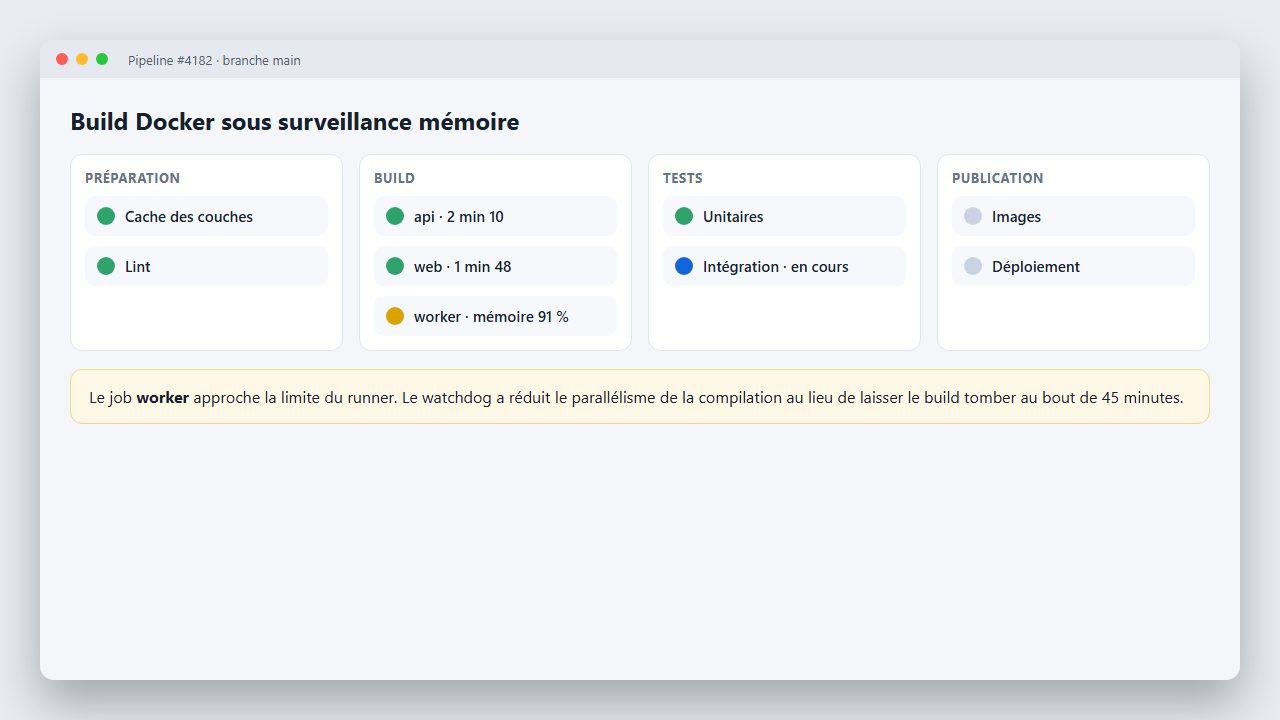 Pipeline #4182 · branche main
Build Docker sous surveillance mémoire
PRÉPARATION
Cache des couches
Lint
BUILD
api · 2 min 10
web · 1 min 48
worker · mémoire 91 %
TESTS
Unitaires
Intégration · en cours
PUBLICATION
Images
Déploiement
Le job worker approche la limite du runner. Le watchdog a réduit le parallélisme de la compilation au lieu de laisser le build tomber au bout de 45 minutes.